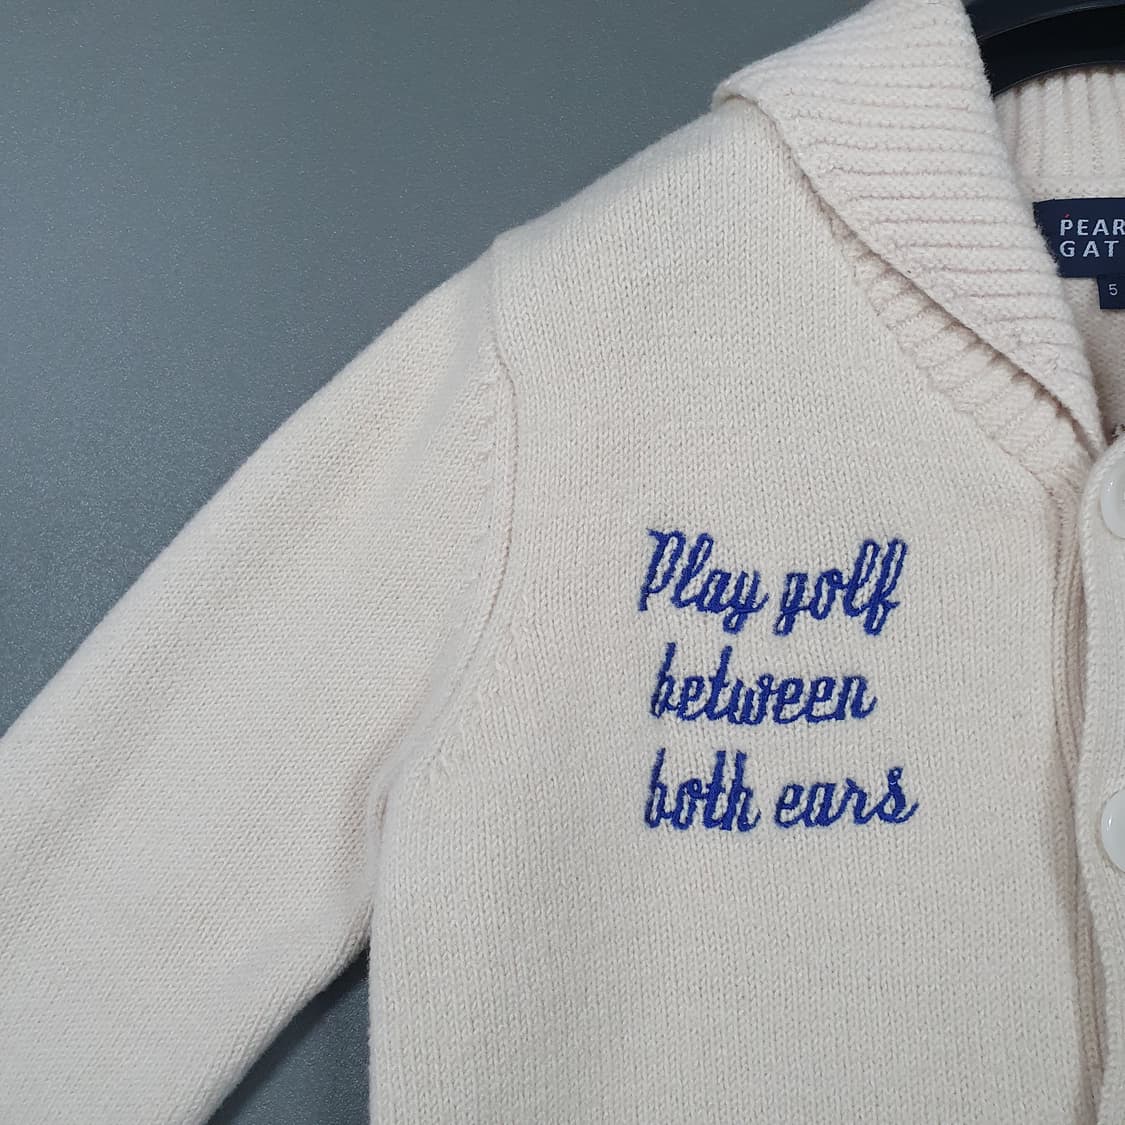 PEAR
GAT
5
Play golf
between
both ears